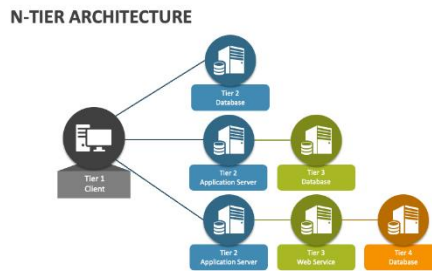 N-TIER ARCHITECTURE
Tier 2
Database
Tier 1
Client
Tier 2
Application Server
Tier 3
Database
Tier 2
Application Server
Tier 3
Web Service
Tier 4
Database